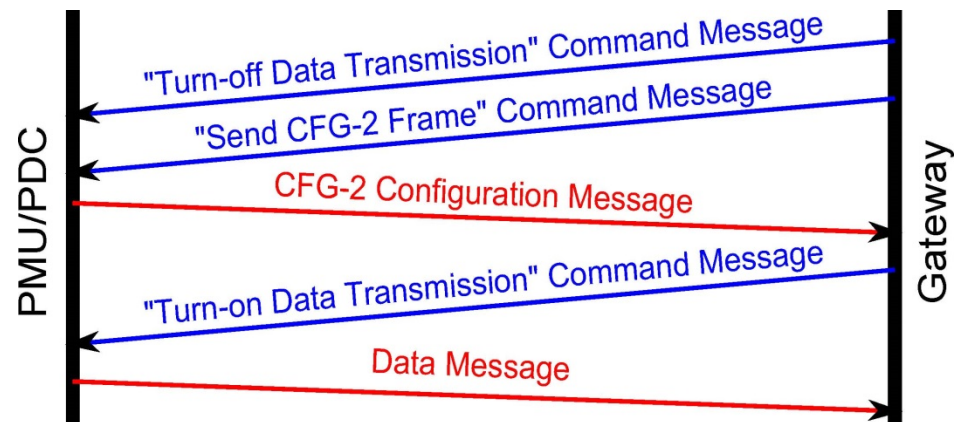 "Turn-off Data Transmission" Command Message
"Send CFG-2 Frame" Command Message
CFG-2 Configuration Message
"Turn-on Data Transmission" Command Message
Data Message
PMU/PDC
Gateway